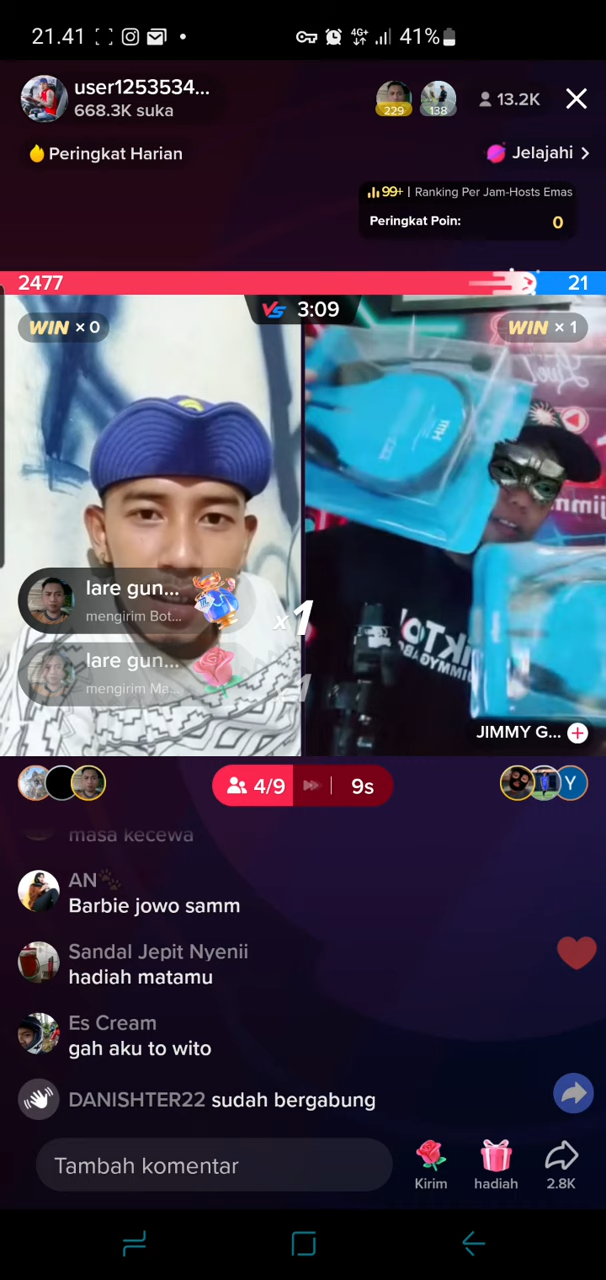 21.41
4G+
41%
user1253534...
668.3K suka
229
138
13.2K
Peringkat Harian
Jelajahi
99+ | Ranking Per Jam-Hosts Emas
Peringkat Poin:
0
2477
21
VS 3:09
WIN × 0
WIN × 1
lare gun...
mengirim Bot...
x1
lare gun...
mengirim Ma...
JIMMY G...
4/9
9s
Y
masa kecewa
AN🐾
Barbie jowo samm
Sandal Jepit Nyenii
hadiah matamu
Es Cream
gah aku to wito
DANISHTER22 sudah bergabung
Tambah komentar
Kirim
hadiah
2.8K